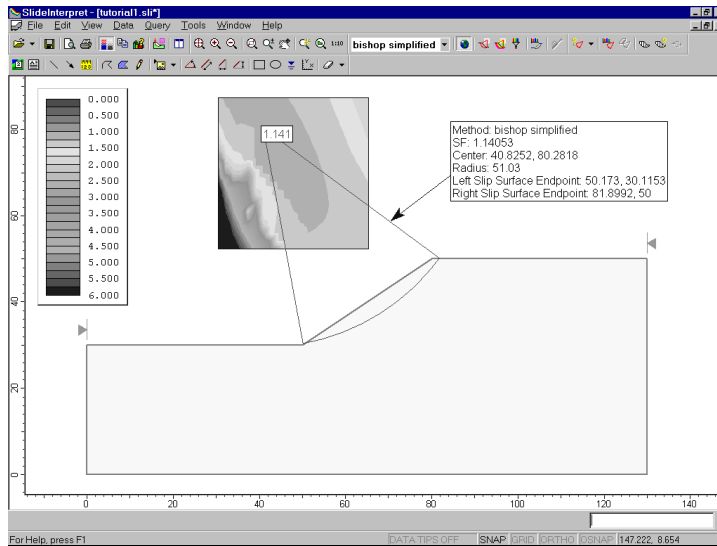 SlideInterpret - [tutorial1.sli*]
File Edit View Data Query Tools Window Help
1:10
bishop simplified
0.000
0.500
1.000
1.500
2.000
2.500
3.000
3.500
4.000
4.500
5.000
5.500
6.000
1.141
Method: bishop simplified
SF: 1.14053
Center: 40.8252, 80.2818
Radius: 51.03
Left Slip Surface Endpoint: 50.173, 30.1153
Right Slip Surface Endpoint: 81.8992, 50
80
60
40
20
0
0 20 40 60 80 100 120 140
For Help, press F1
DATA TIPS OFF SNAP GRID ORTHO OSNAP 147.222, 8.654